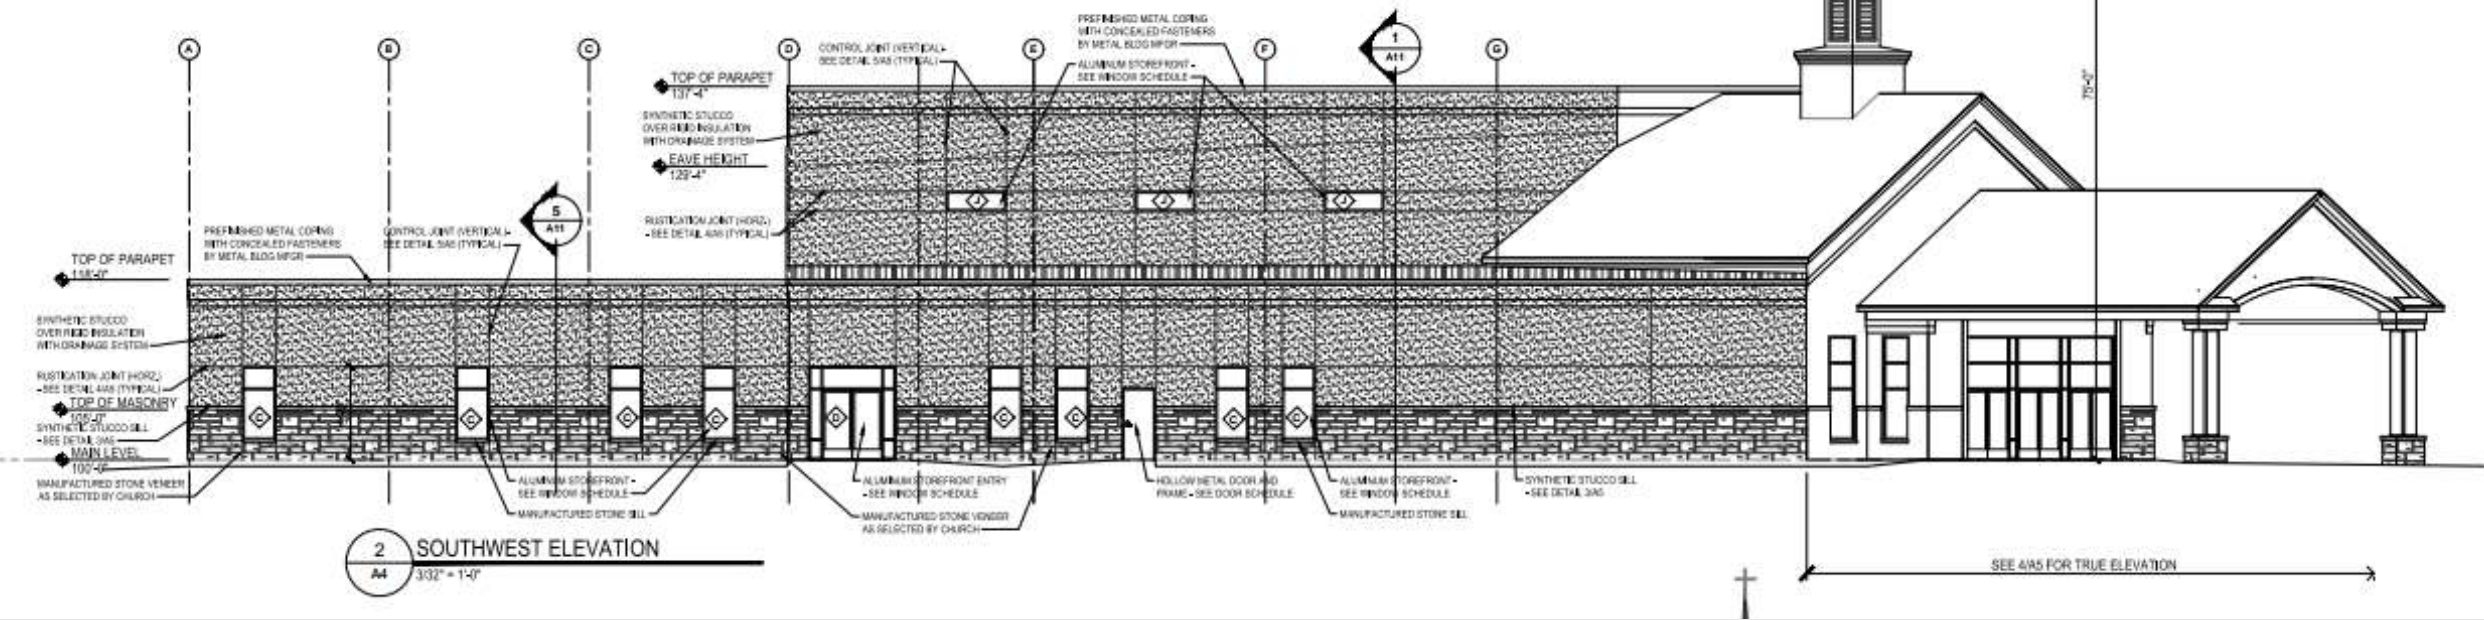 A
B
C
D
E
F
G
1
A11
PREFINISHED METAL COPING
WITH CONCEALED FASTENERS
BY METAL BLDG MFGR
CONTROL JOINT (VERTICAL)-
SEE DETAIL 5/A5 (TYPICAL)
ALUMINUM STOREFRONT -
SEE WINDOW SCHEDULE
TOP OF PARAPET
137'-4"
SYNTHETIC STUCCO
OVER RIGID INSULATION
WITH DRAINAGE SYSTEM
EAVE HEIGHT
129'-4"
75'-0"
J
J
J
5
A11
RUSTICATION JOINT (HORZ.)
- SEE DETAIL 4/A5 (TYPICAL)
PREFINISHED METAL COPING
WITH CONCEALED FASTENERS
BY METAL BLDG MFGR
CONTROL JOINT (VERTICAL)-
SEE DETAIL 5/A5 (TYPICAL)
TOP OF PARAPET
118'-0"
SYNTHETIC STUCCO
OVER RIGID INSULATION
WITH DRAINAGE SYSTEM
RUSTICATION JOINT (HORZ.)
- SEE DETAIL 4/A5 (TYPICAL)
TOP OF MASONRY
SYNTHETIC STUCCO SILL
- SEE DETAIL 3/A5
MAIN LEVEL
100'-0"
MANUFACTURED STONE VENEER
AS SELECTED BY CHURCH
C
C
C
C
D
C
C
C
C
ALUMINUM STOREFRONT -
SEE WINDOW SCHEDULE
MANUFACTURED STONE SILL
ALUMINUM STOREFRONT ENTRY
- SEE WINDOW SCHEDULE
MANUFACTURED STONE VENEER
AS SELECTED BY CHURCH
HOLLOW METAL DOOR AND
FRAME - SEE DOOR SCHEDULE
ALUMINUM STOREFRONT -
SEE WINDOW SCHEDULE
MANUFACTURED STONE SILL
SYNTHETIC STUCCO SILL
- SEE DETAIL 3/A5
2
A4
SOUTHWEST ELEVATION
3/32" = 1'-0"
SEE 4/A5 FOR TRUE ELEVATION